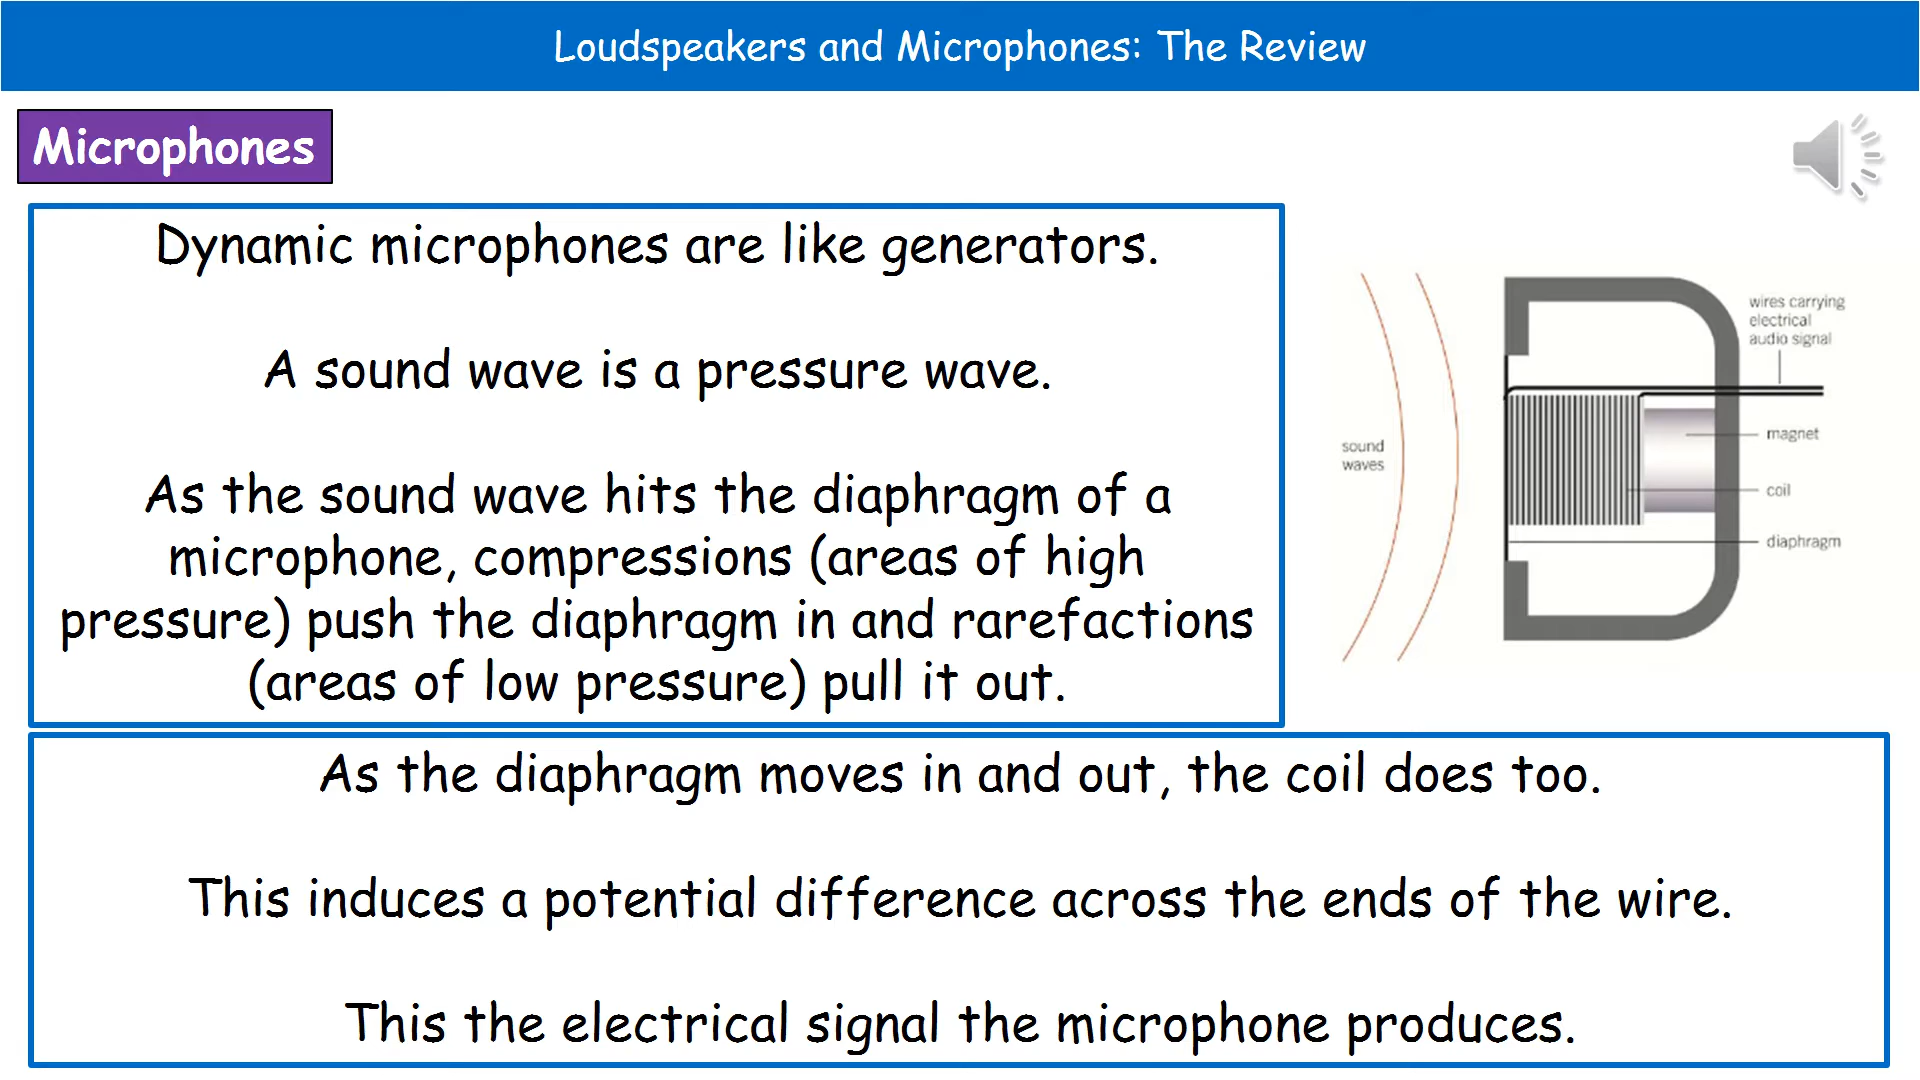 Loudspeakers and Microphones: The Review
Microphones
Dynamic microphones are like generators.
A sound wave is a pressure wave.
As the sound wave hits the diaphragm of a
microphone, compressions (areas of high
pressure) push the diaphragm in and rarefactions
(areas of low pressure) pull it out.
wires carrying
electrical
audio signal
sound
waves
magnet
coil
diaphragm
As the diaphragm moves in and out, the coil does too.
This induces a potential difference across the ends of the wire.
This the electrical signal the microphone produces.